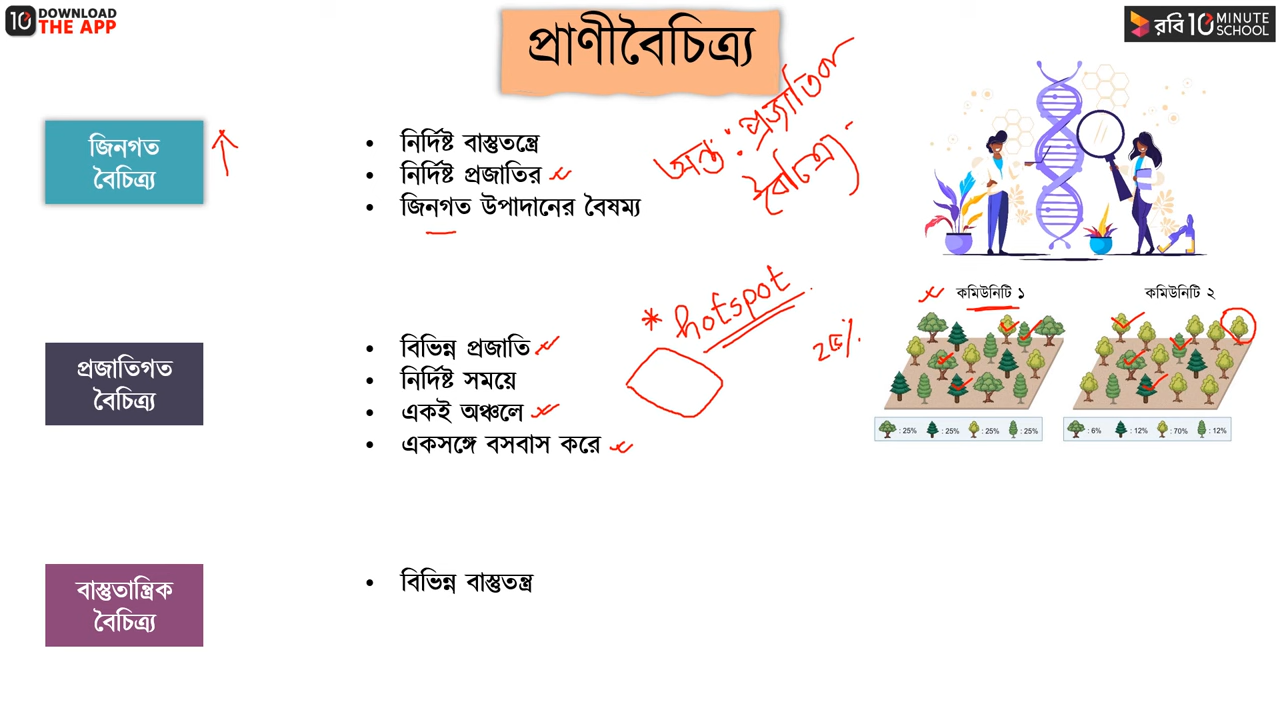 10 DOWNLOAD
THE APP
প্রাণীবৈচিত্র্য
রবি 10 MINUTE
SCHOOL
জিনগত
বৈচিত্র্য
• নির্দিষ্ট বাস্তুতন্ত্রে
• নির্দিষ্ট প্রজাতির
• জিনগত উপাদানের বৈষম্য
অন্তঃপ্রজাতিক
বৈচিত্র্য
* hotspot
২৫%
কমিউনিটি ১
কমিউনিটি ২
: 25% : 25% : 25% : 25%
: 6% : 12% : 70% : 12%
প্রজাতিগত
বৈচিত্র্য
• বিভিন্ন প্রজাতি
• নির্দিষ্ট সময়ে
• একই অঞ্চলে
• একসঙ্গে বসবাস করে
বাস্তুতান্ত্রিক
বৈচিত্র্য
• বিভিন্ন বাস্তুতন্ত্র